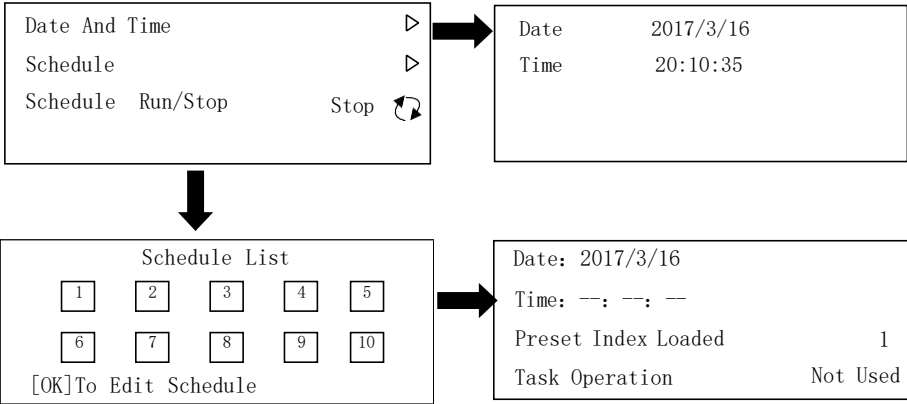 Date And Time
Schedule
Schedule Run/Stop Stop
Date 2017/3/16
Time 20:10:35
Schedule List
1 2 3 4 5
6 7 8 9 10
[OK]To Edit Schedule
Date: 2017/3/16
Time: --: --: --
Preset Index Loaded 1
Task Operation Not Used